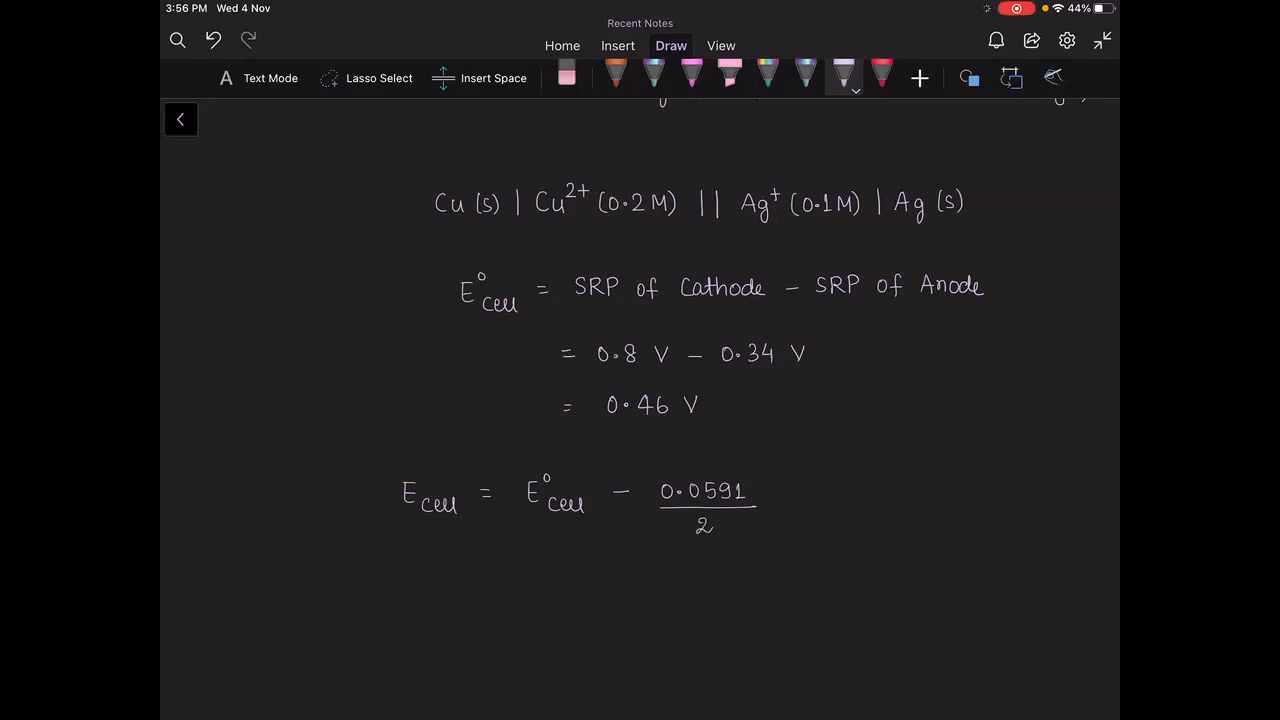 3:56 PM Wed 4 Nov 44%
Recent Notes
Home Insert Draw View
Text Mode Lasso Select Insert Space
Cu (s) | Cu²⁺ (0.2 M) || Ag⁺ (0.1M) | Ag (s)
E°cell = SRP of Cathode – SRP of Anode
= 0.8 V – 0.34 V
= 0.46 V
Ecell = E°cell – 0.0591
2